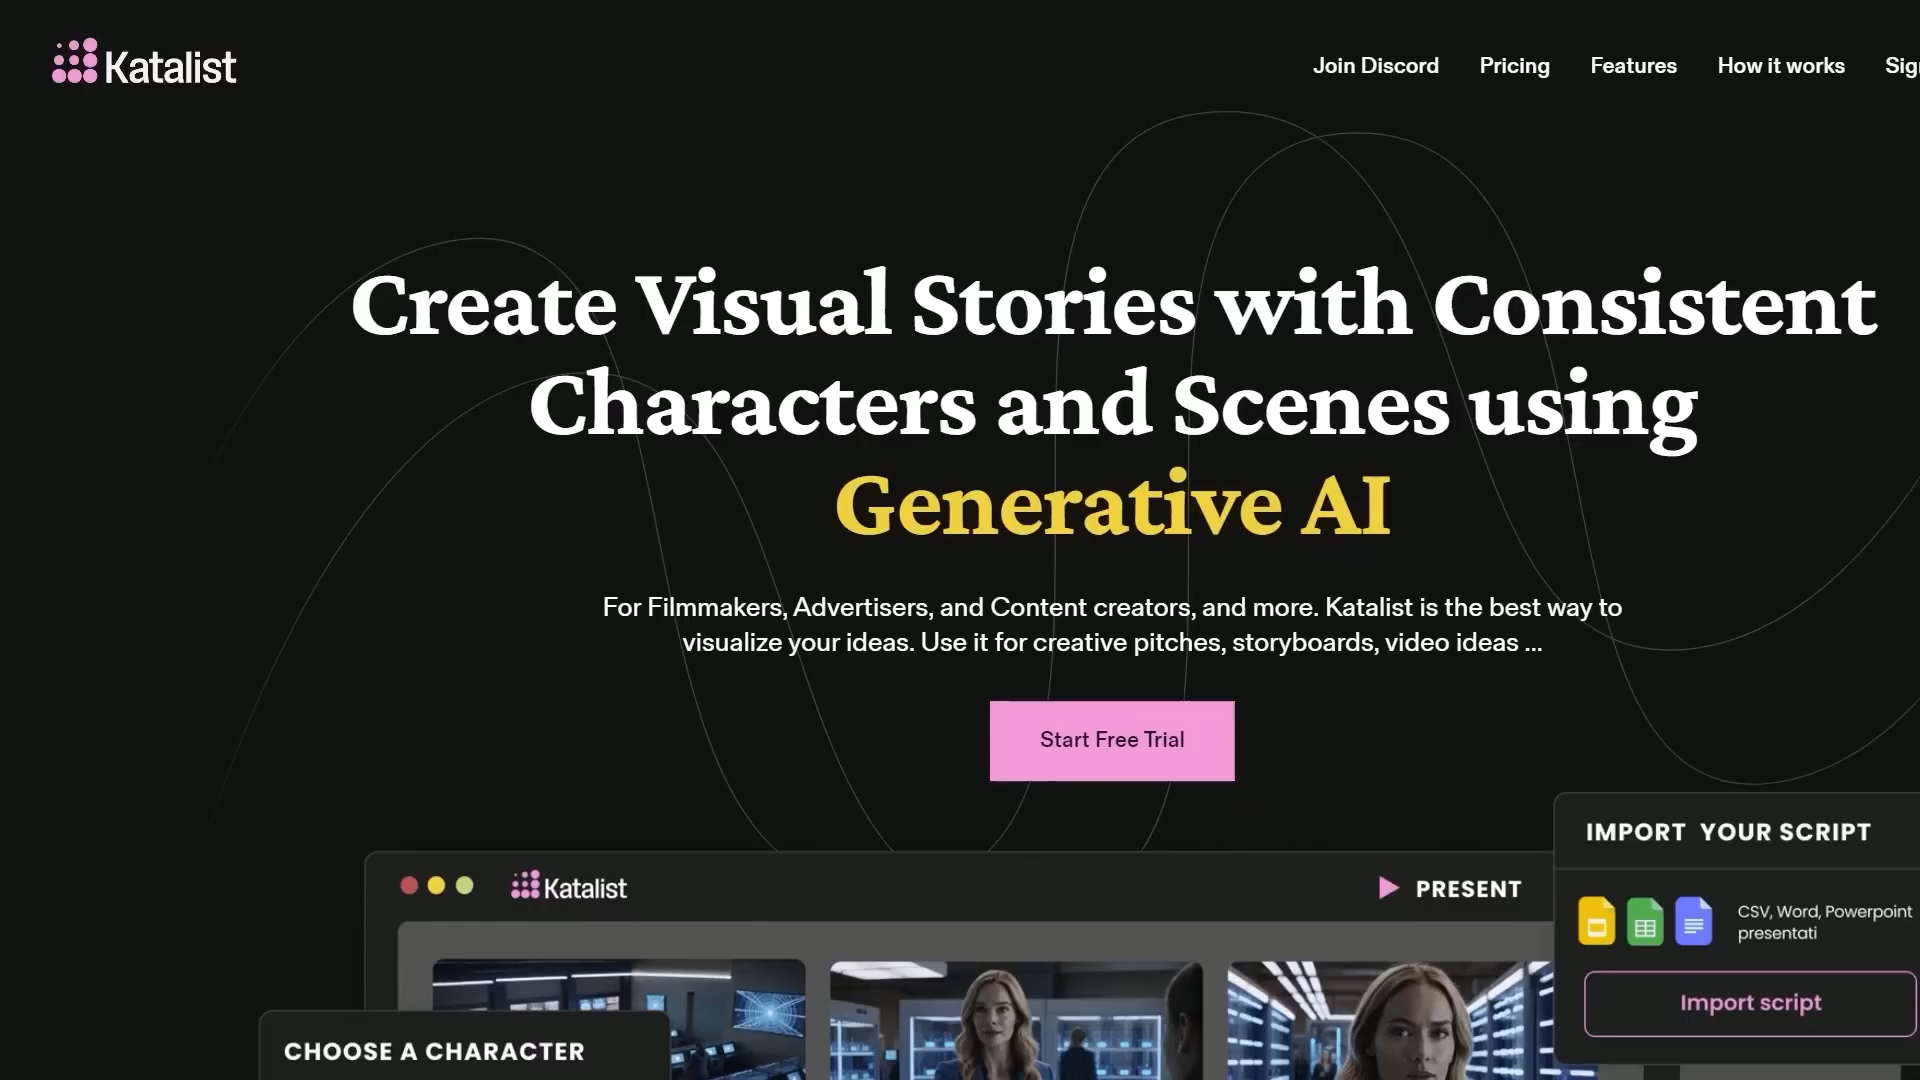 Katalist
Join Discord
Pricing
Features
How it works
Create Visual Stories with Consistent
Characters and Scenes using
Generative AI
For Filmmakers, Advertisers, and Content creators, and more. Katalist is the best way to
visualize your ideas. Use it for creative pitches, storyboards, video ideas ...
Start Free Trial
IMPORT YOUR SCRIPT
Katalist
PRESENT
CSV, Word, Powerpoint
presentati
Import script
CHOOSE A CHARACTER